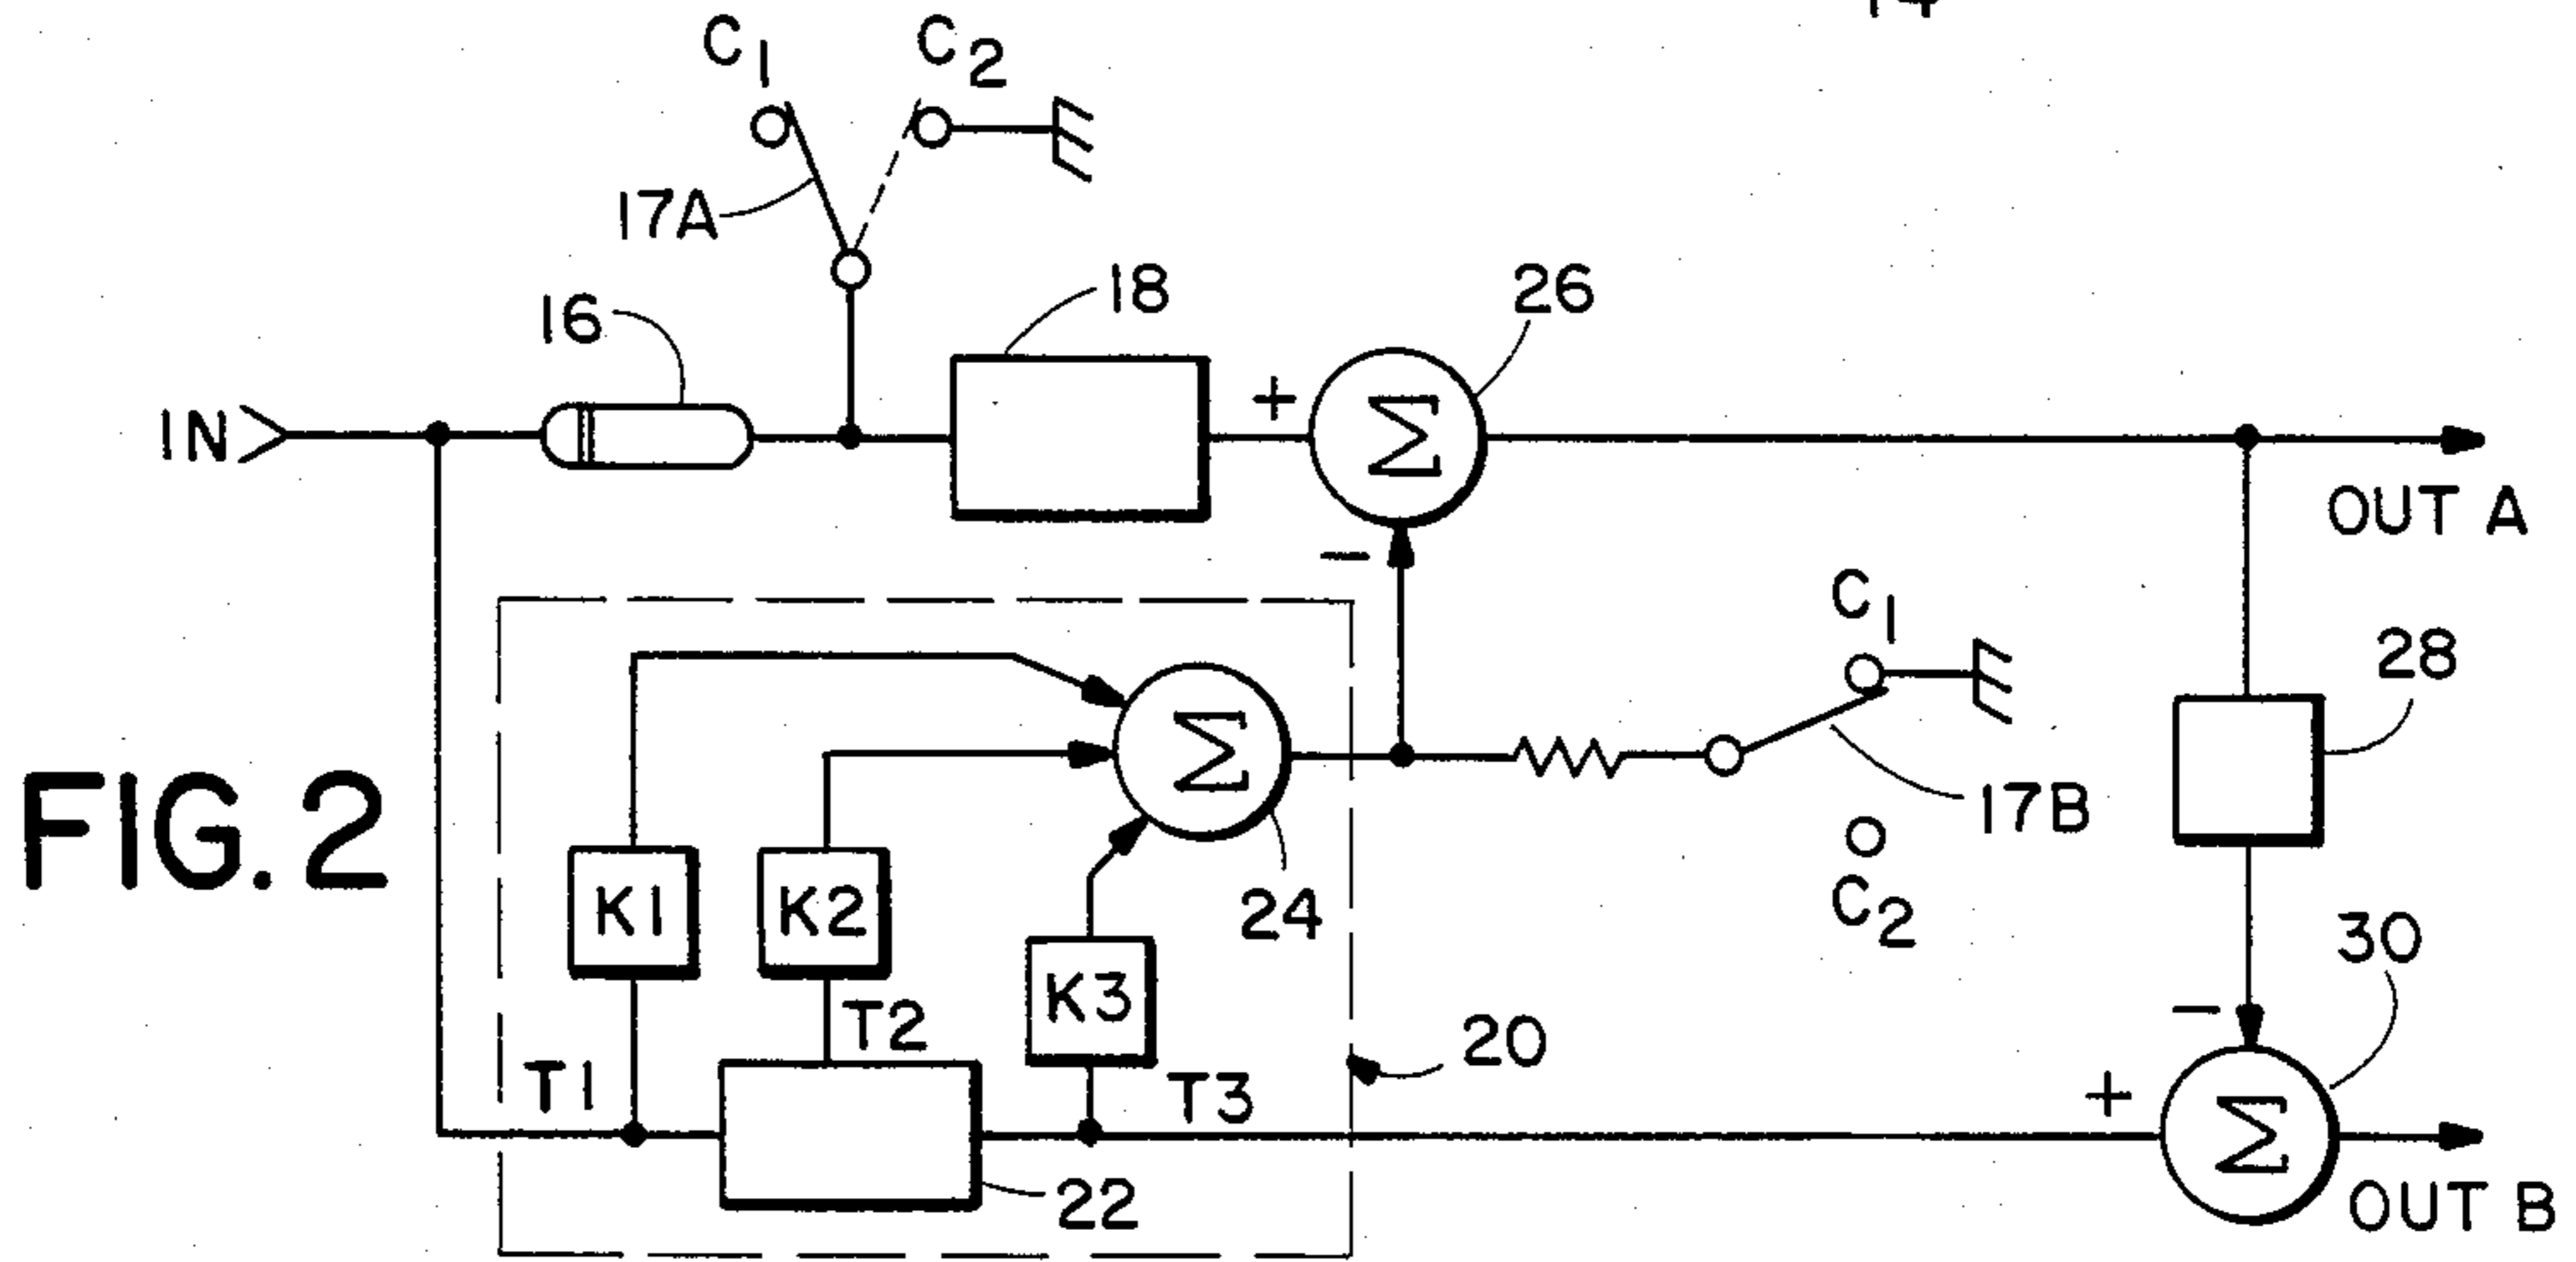 C1 C2
17A
16
18
26
IN
+
Σ
OUT A
−
C1
28
Σ
17B
FIG. 2
K1
K2
24
C2
K3
30
T2
20
−
T1
T3
+
Σ
22
OUT B